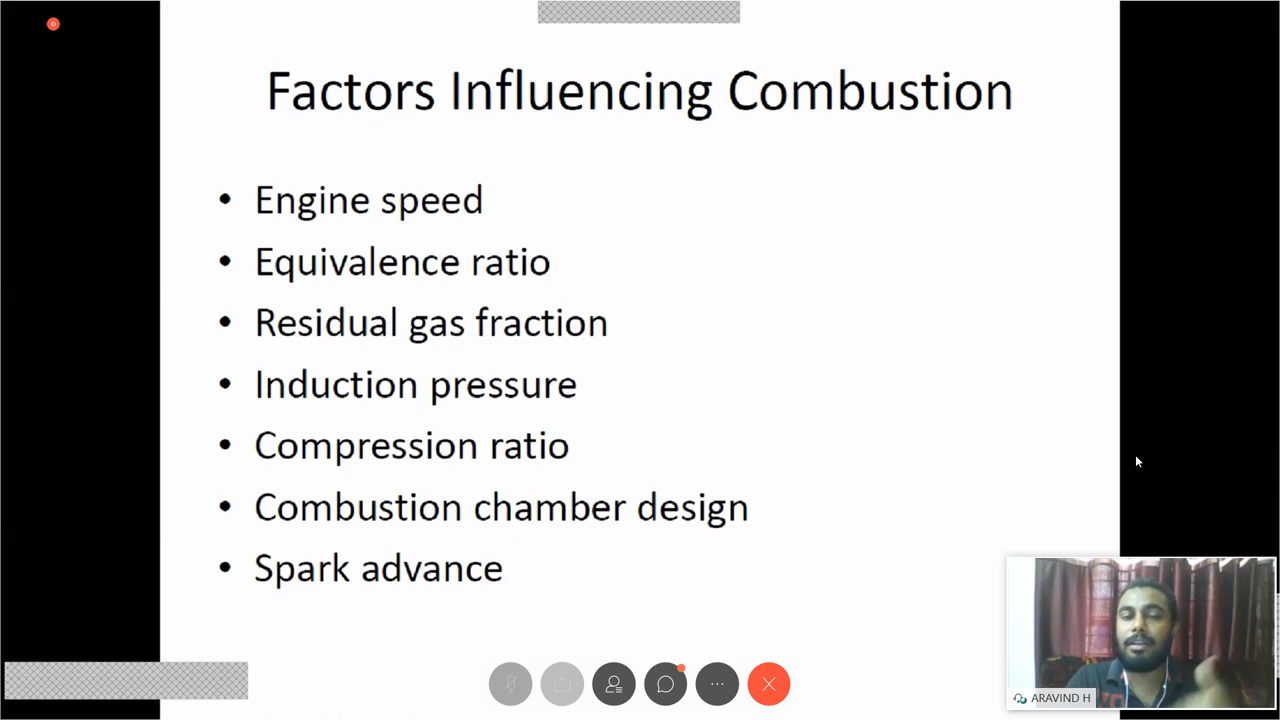 Factors Influencing Combustion
• Engine speed
• Equivalence ratio
• Residual gas fraction
• Induction pressure
• Compression ratio
• Combustion chamber design
• Spark advance
ARAVIND H